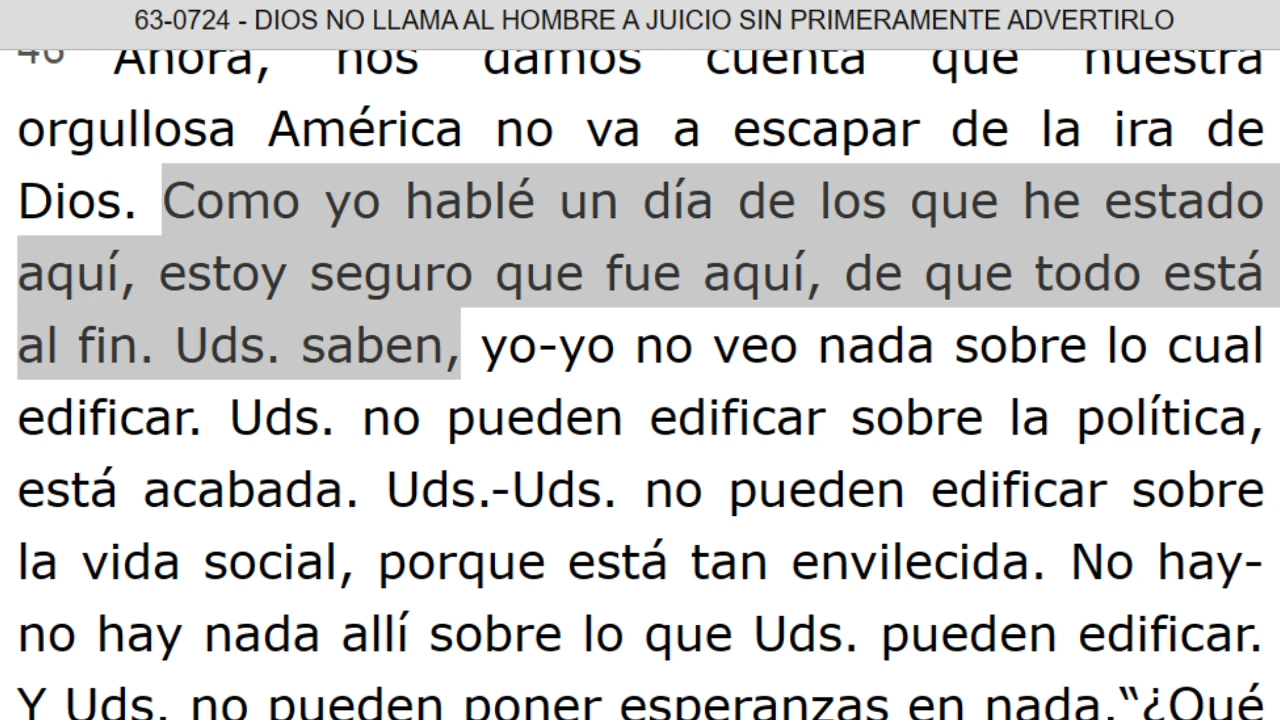 63-0724 - DIOS NO LLAMA AL HOMBRE A JUICIO SIN PRIMERAMENTE ADVERTIRLO
46 Ahora, nos damos cuenta que nuestra
orgullosa América no va a escapar de la ira de
Dios. Como yo hablé un día de los que he estado
aquí, estoy seguro que fue aquí, de que todo está
al fin. Uds. saben, yo-yo no veo nada sobre lo cual
edificar. Uds. no pueden edificar sobre la política,
está acabada. Uds.-Uds. no pueden edificar sobre
la vida social, porque está tan envilecida. No hay-
no hay nada allí sobre lo que Uds. pueden edificar.
Y Uds. no pueden poner esperanzas en nada.“¿Qué